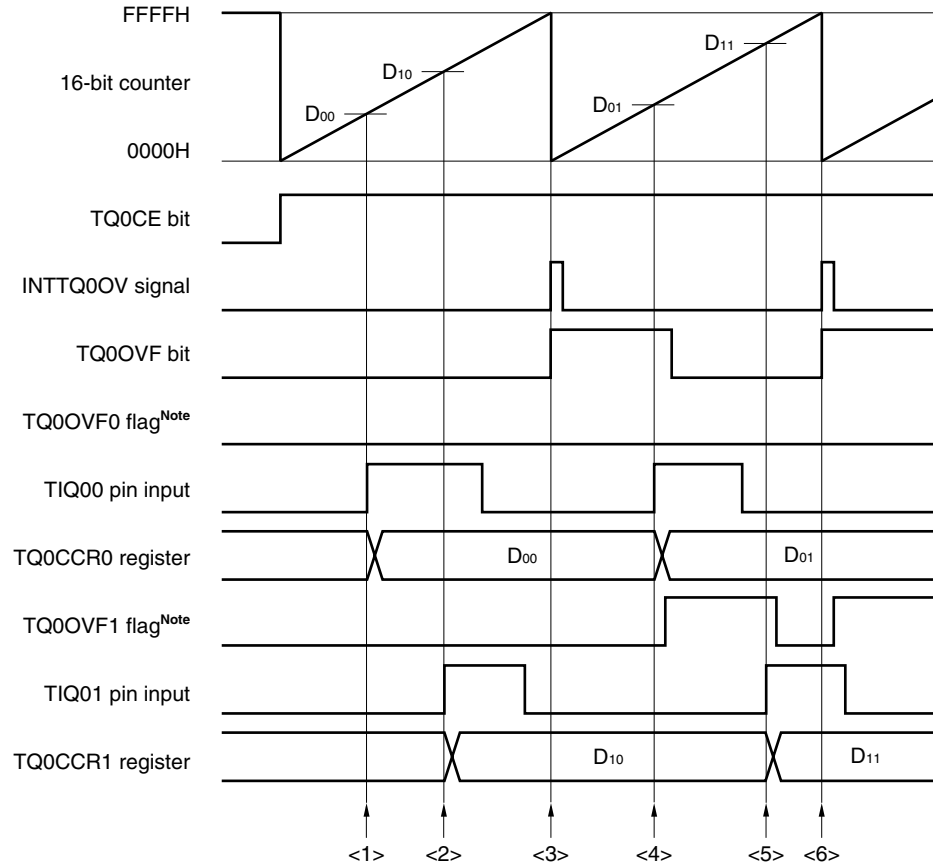 FFFFH
16-bit counter
0000H
D00
D10
D01
D11
TQ0CE bit
INTTQ0OV signal
TQ0OVF bit
TQ0OVF0 flagNote
TIQ00 pin input
TQ0CCR0 register
D00
D01
TQ0OVF1 flagNote
TIQ01 pin input
TQ0CCR1 register
D10
D11
<1> <2> <3> <4> <5> <6>